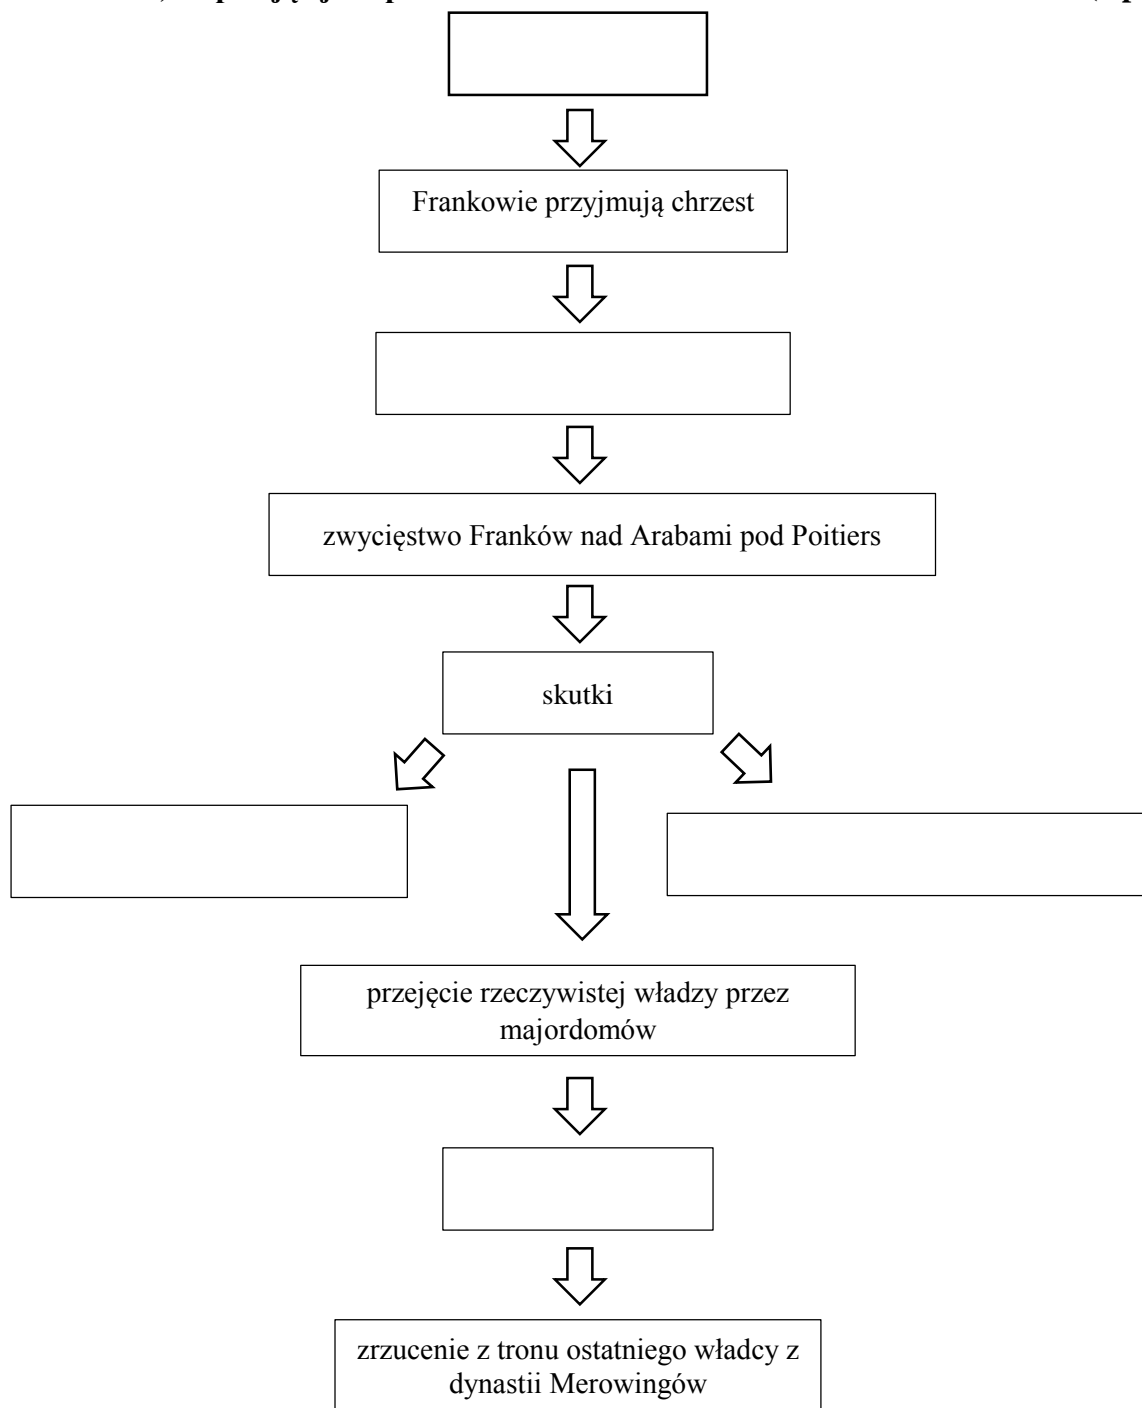 Frankowie przyjmują chrzest
zwycięstwo Franków nad Arabami pod Poitiers
skutki
przejęcie rzeczywistej władzy przez
majordomów
zrzucenie z tronu ostatniego władcy z
dynastii Merowingów